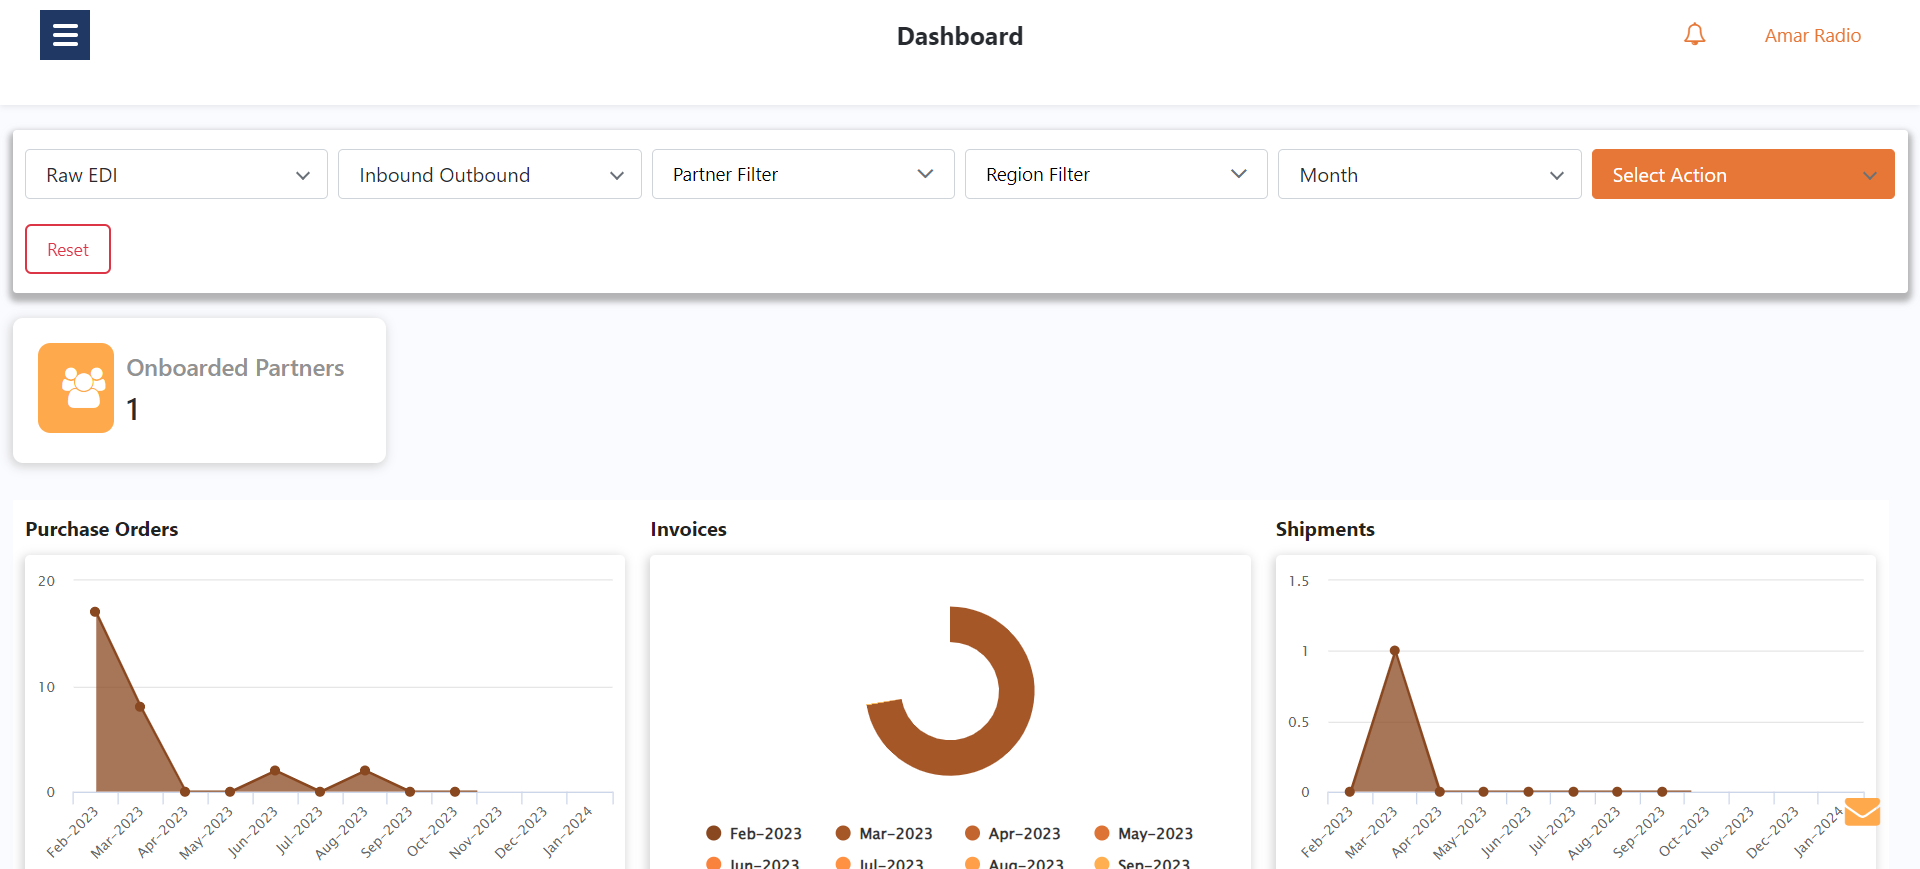 Dashboard
Amar Radio
Raw EDI
Inbound Outbound
Partner Filter
Region Filter
Month
Select Action
Reset
Onboarded Partners
1
Purchase Orders
20
10
0
Feb-2023
Mar-2023
Apr-2023
May-2023
Jun-2023
Jul-2023
Aug-2023
Sep-2023
Oct-2023
Nov-2023
Dec-2023
Jan-2024
Invoices
Feb-2023
Mar-2023
Apr-2023
May-2023
Jun-2023
Jul-2023
Aug-2023
Sep-2023
Shipments
1.5
1
0.5
0
Feb-2023
Mar-2023
Apr-2023
May-2023
Jun-2023
Jul-2023
Aug-2023
Sep-2023
Oct-2023
Nov-2023
Dec-2023
Jan-2024